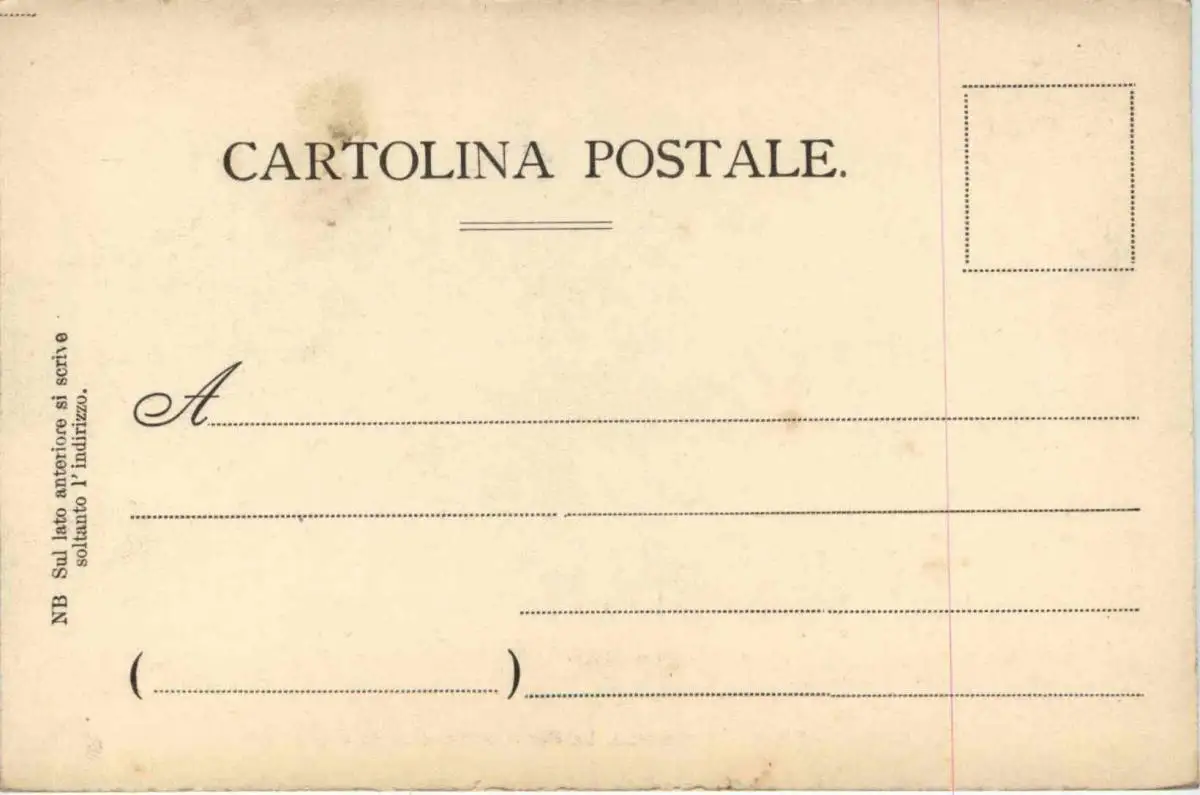 CARTOLINA POSTALE.
NB Sul lato anteriore si scrive
soltanto l'indirizzo.
A
( )